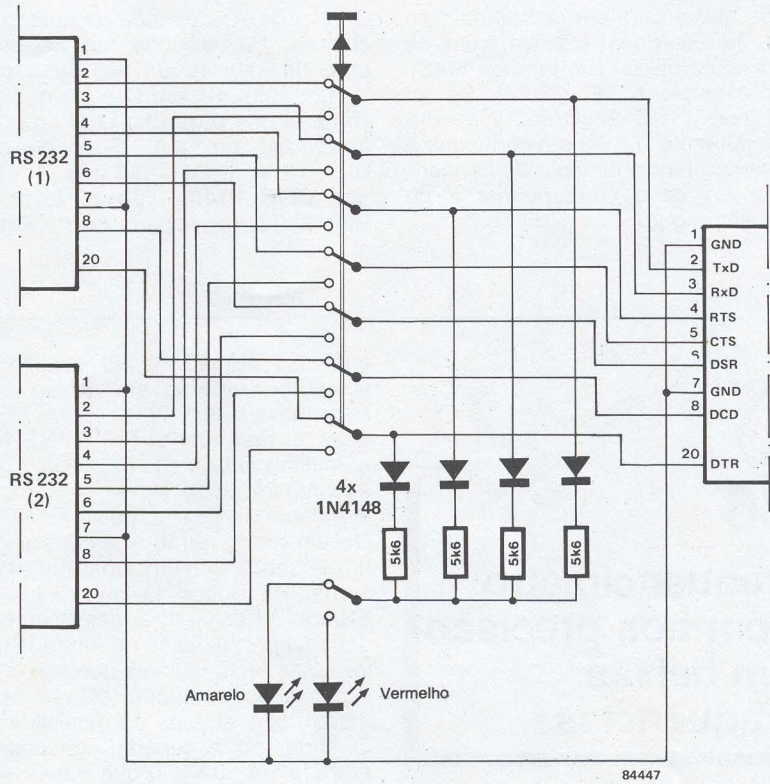 1
2
3
4
5
6
7
8
20
RS 232
(1)
1
2
3
4
5
6
7
8
20
RS 232
(2)
1 GND
2 TxD
3 RxD
4 RTS
5 CTS
DSR
7 GND
8 DCD
20 DTR
4x
1N4148
5k6
5k6
5k6
5k6
Amarelo
Vermelho
84447